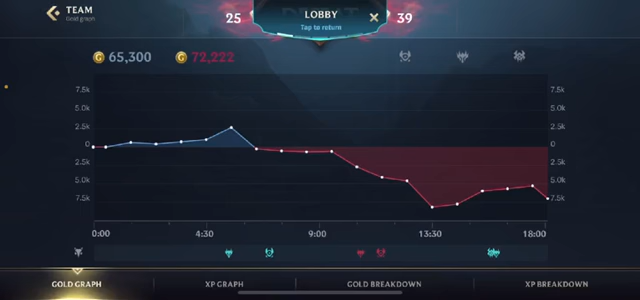 TEAM
Gold graph
25
LOBBY
Tap to return
39
65,300
72,222
7.5k
7.5k
5.0k
5.0k
2.5k
2.5k
0
0
2.5k
2.5k
5.0k
5.0k
7.5k
7.5k
0:00
4:30
9:00
13:30
18:00
GOLD GRAPH
XP GRAPH
GOLD BREAKDOWN
XP BREAKDOWN